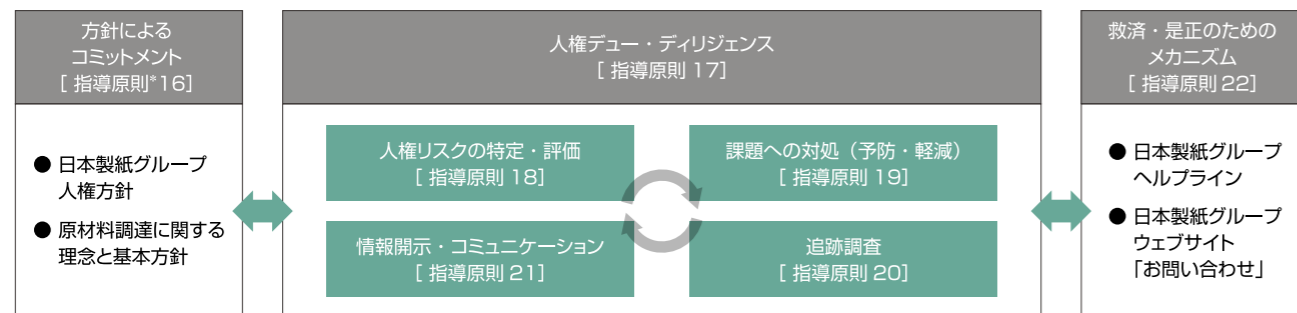 方針による
コミットメント
[ 指導原則*16]
● 日本製紙グループ
人権方針
● 原材料調達に関する
理念と基本方針
人権デュー・ディリジェンス
[ 指導原則 17]
人権リスクの特定・評価
[ 指導原則 18]
課題への対処（予防・軽減）
[ 指導原則 19]
情報開示・コミュニケーション
[ 指導原則 21]
追跡調査
[ 指導原則 20]
救済・是正のための
メカニズム
[ 指導原則 22]
● 日本製紙グループ
ヘルプライン
● 日本製紙グループ
ウェブサイト
「お問い合わせ」